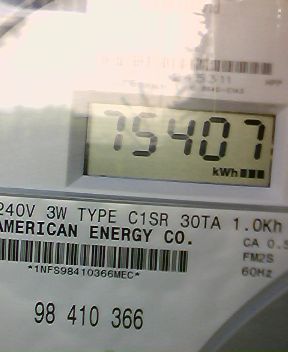 75407
kWh
240V 3W TYPE C1SR 30TA 1.0Kh
AMERICAN ENERGY CO.
CA 0.5
FM2S
60Hz
*1NFS98410366MEC*
98 410 366